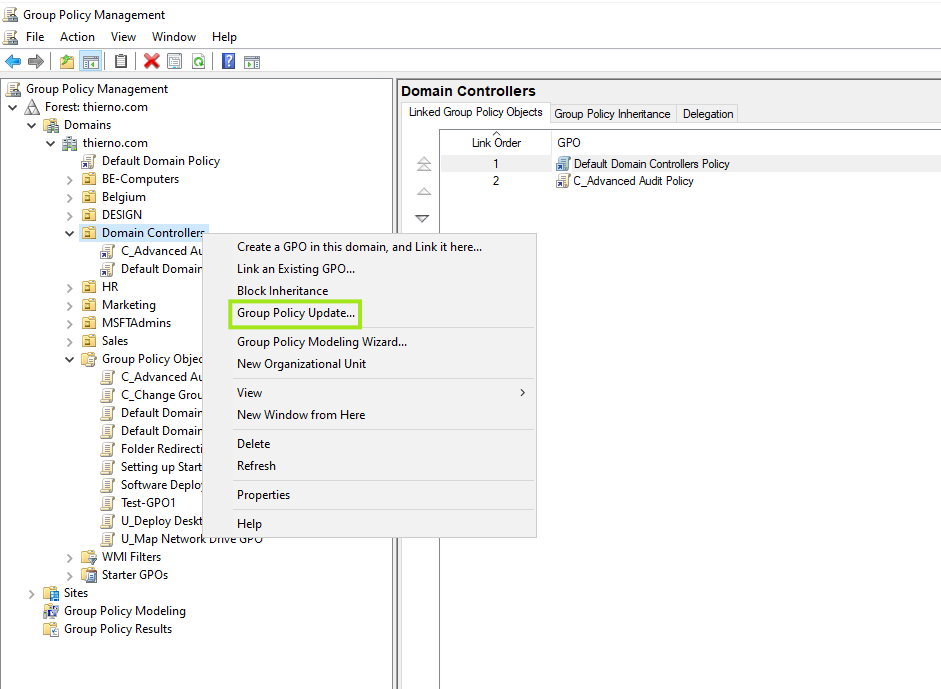 Group Policy Management
File Action View Window Help
Group Policy Management
Forest: thierno.com
Domains
thierno.com
Default Domain Policy
BE-Computers
Belgium
DESIGN
Domain Controllers
C_Advanced Au
Default Domain
HR
Marketing
MSFTAdmins
Sales
Group Policy Objec
C_Advanced Au
C_Change Grou
Default Domain
Default Domain
Folder Redirecti
Setting up Start
Software Deploy
Test-GPO1
U_Deploy Deskt
U_Map Network Drive GPO
WMI Filters
Starter GPOs
Sites
Group Policy Modeling
Group Policy Results
Domain Controllers
Linked Group Policy Objects Group Policy Inheritance Delegation
Link Order GPO
1 Default Domain Controllers Policy
2 C_Advanced Audit Policy
Create a GPO in this domain, and Link it here...
Link an Existing GPO...
Block Inheritance
Group Policy Update...
Group Policy Modeling Wizard...
New Organizational Unit
View
New Window from Here
Delete
Refresh
Properties
Help